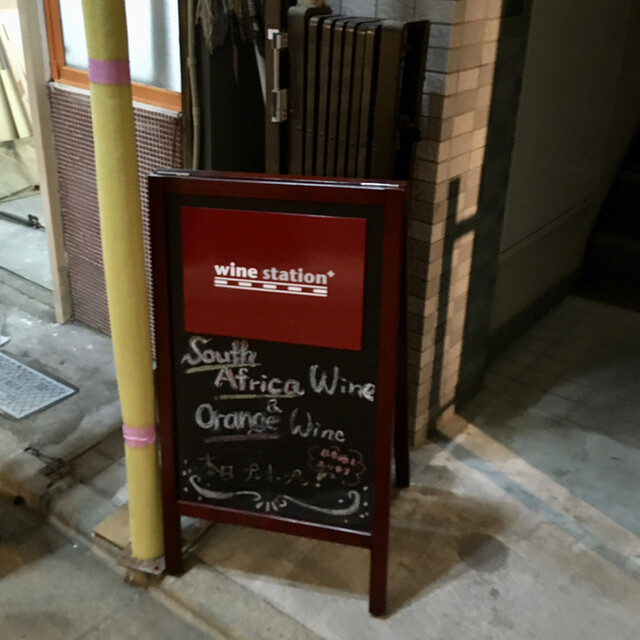 wine station+
South
Africa Wine
&
Orange Wine
本日